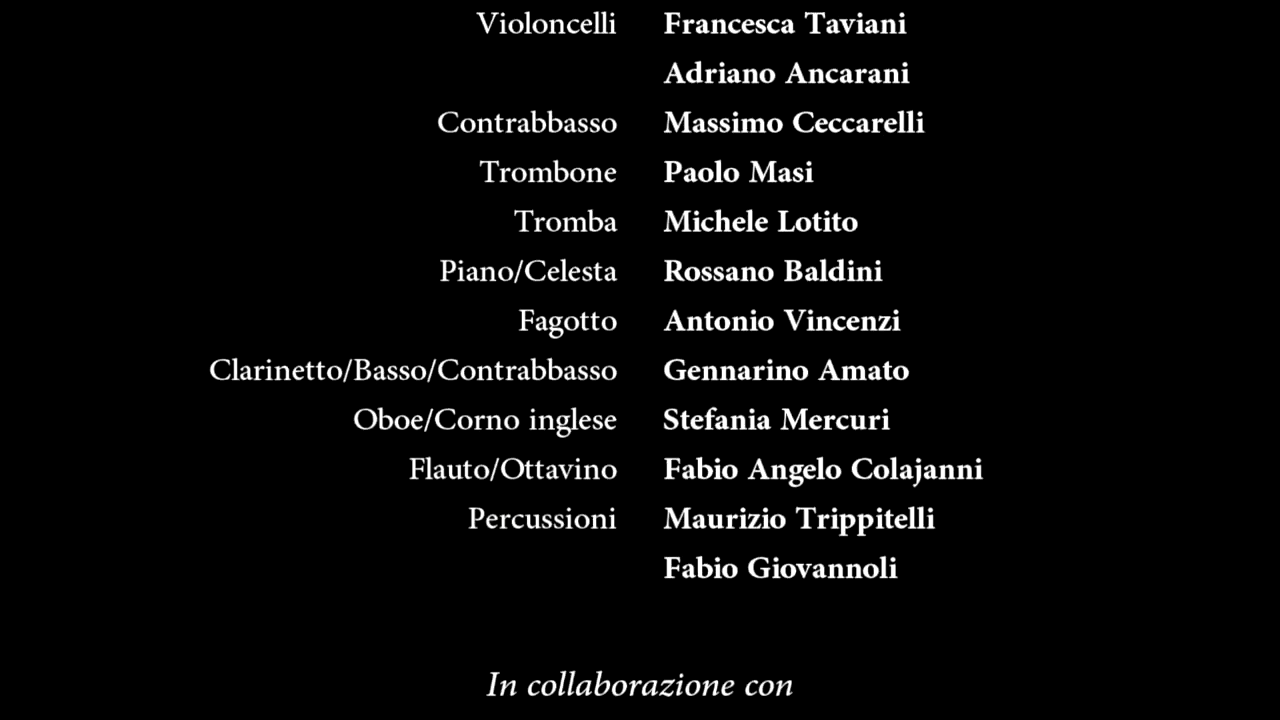 Violoncelli Francesca Taviani
Adriano Ancarani
Contrabbasso Massimo Ceccarelli
Trombone Paolo Masi
Tromba Michele Lotito
Piano/Celesta Rossano Baldini
Fagotto Antonio Vincenzi
Clarinetto/Basso/Contrabbasso Gennarino Amato
Oboe/Corno inglese Stefania Mercuri
Flauto/Ottavino Fabio Angelo Colajanni
Percussioni Maurizio Trippitelli
Fabio Giovannoli
In collaborazione con